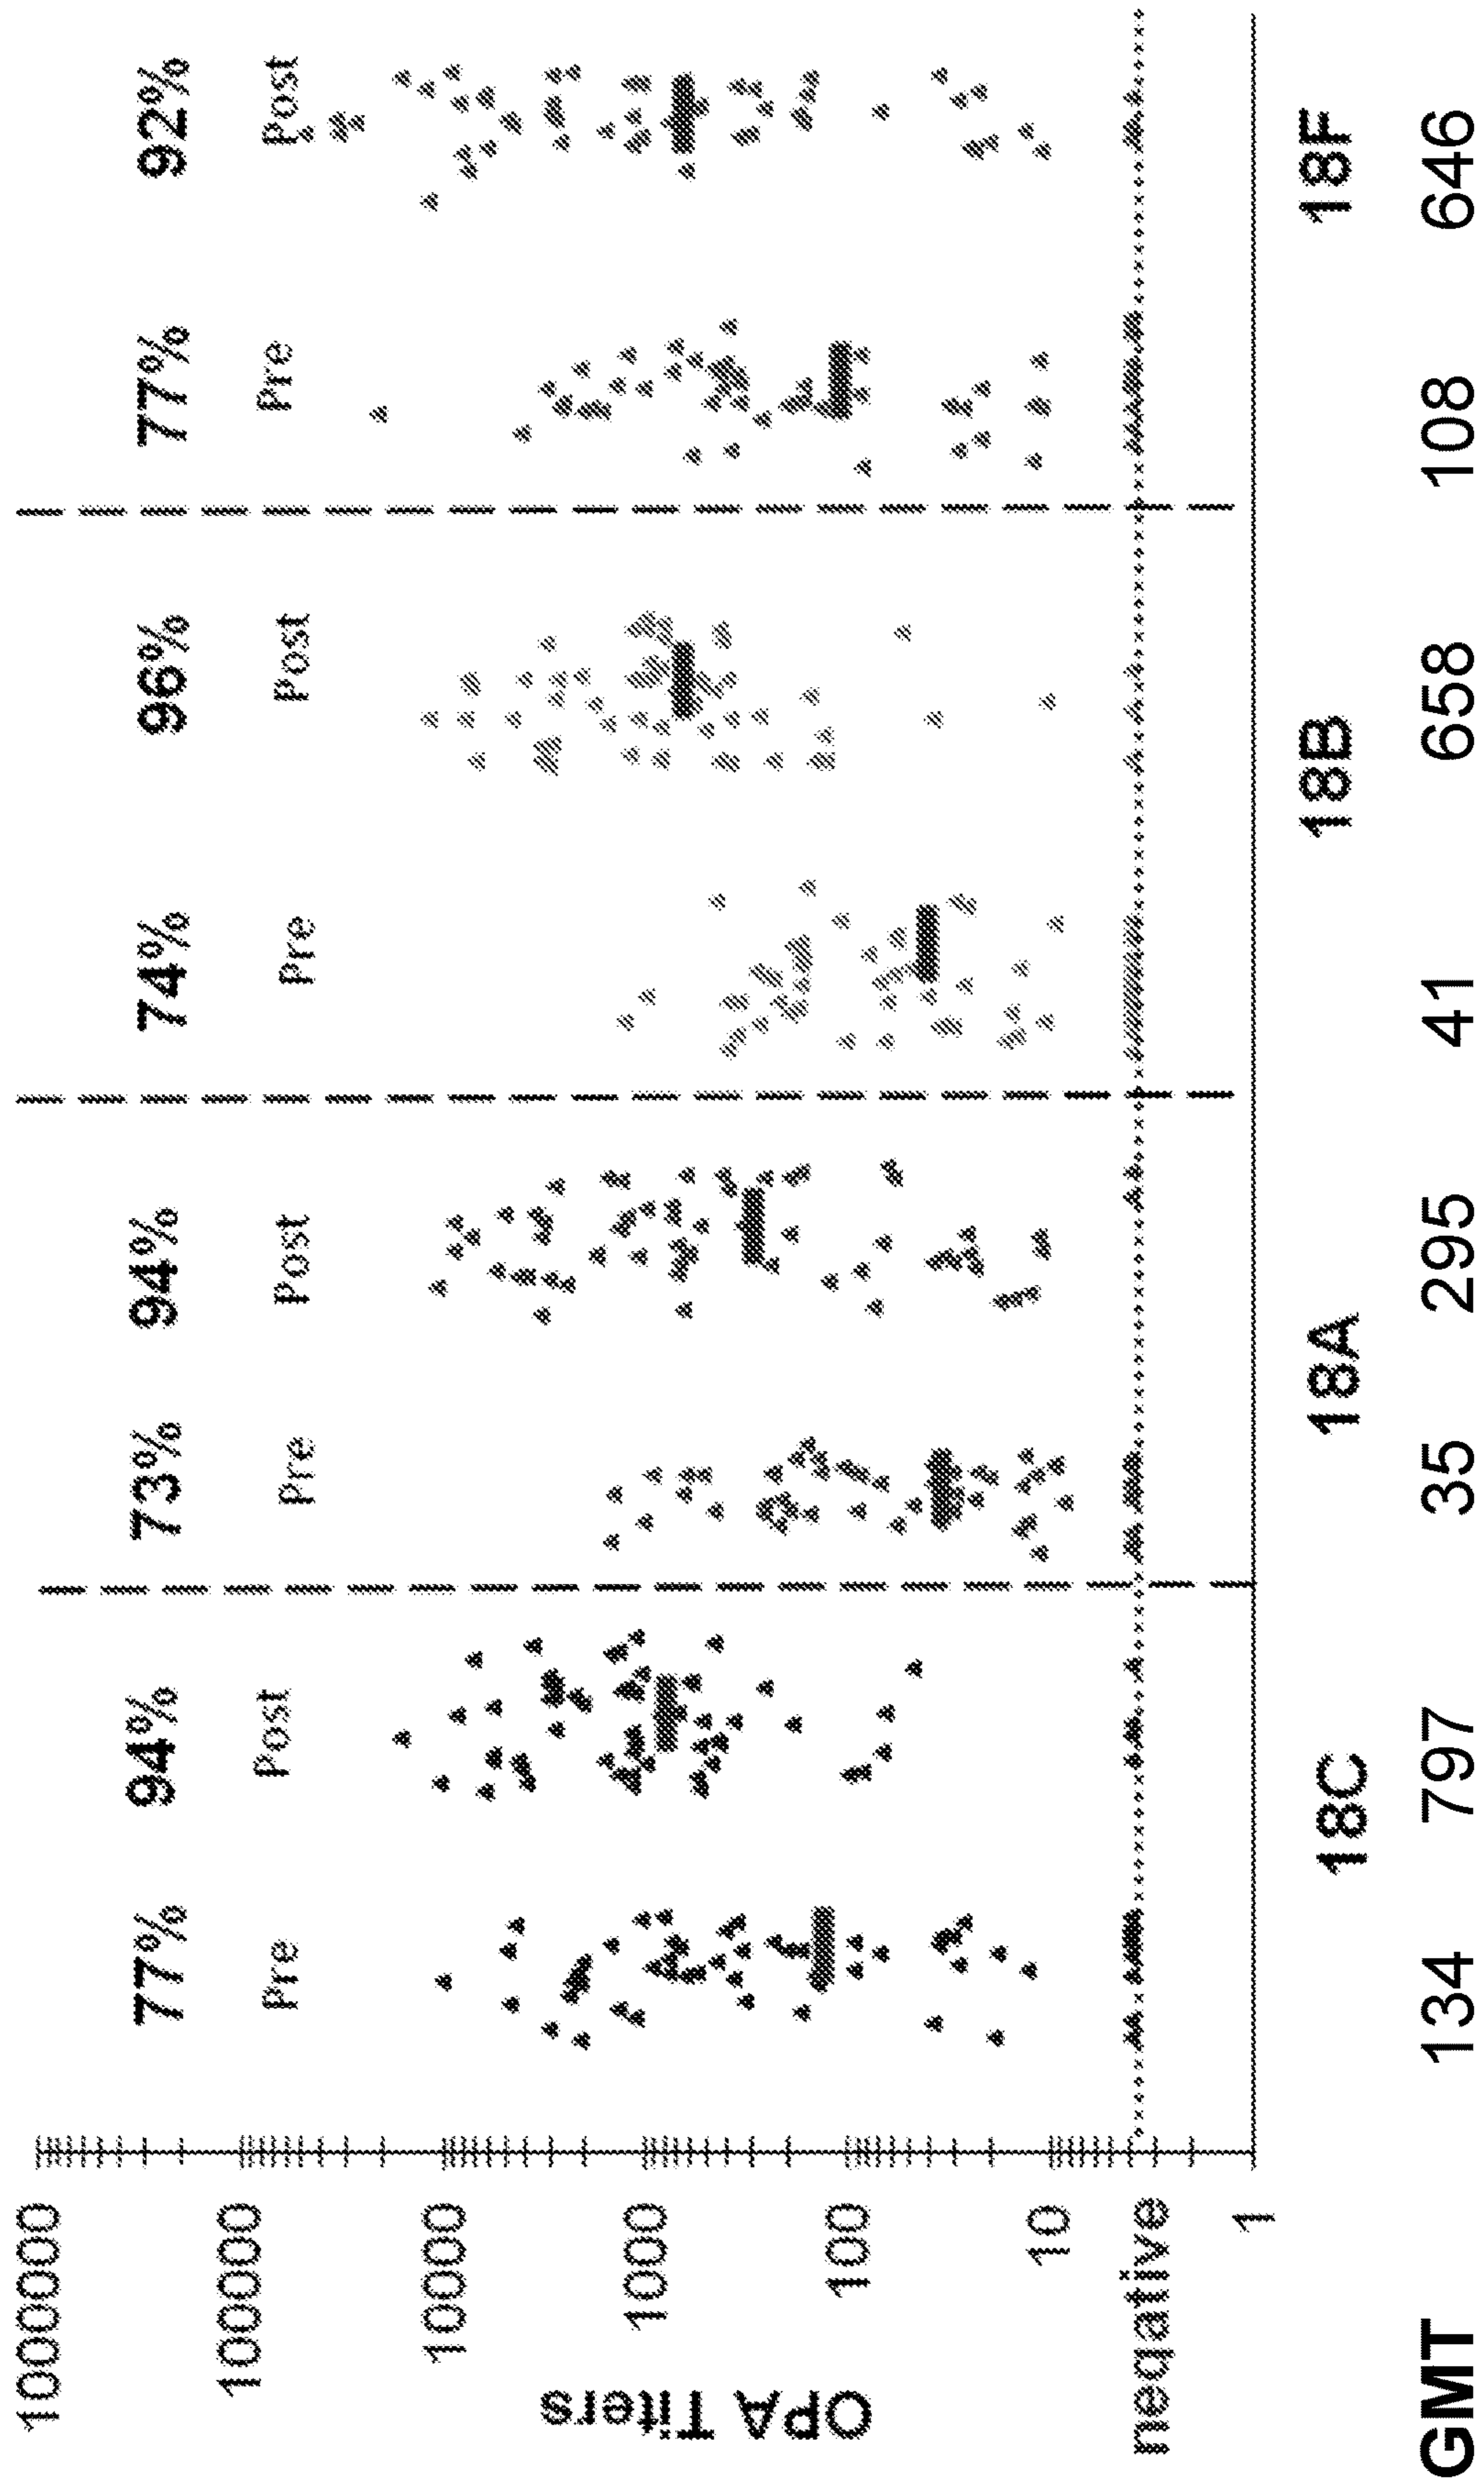 77% 94% 73% 94% 74% 96% 77% 92%
Pre Post Pre Post Pre Post Pre Post
1000000
100000
10000
1000
100
10
neqative
1
OPA Titers
18C 18A 18B 18F
GMT 134 797 35 295 41 658 108 646